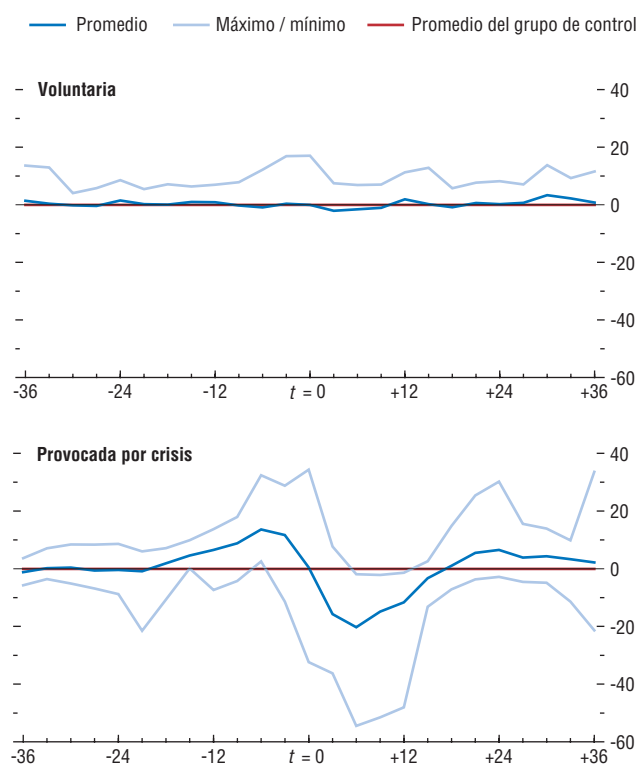 Promedio Máximo / mínimo Promedio del grupo de control
Voluntaria
40
20
0
-20
-40
-60
-36 -24 -12 t = 0 +12 +24 +36
Provocada por crisis
40
20
0
-20
-40
-60
-36 -24 -12 t = 0 +12 +24 +36